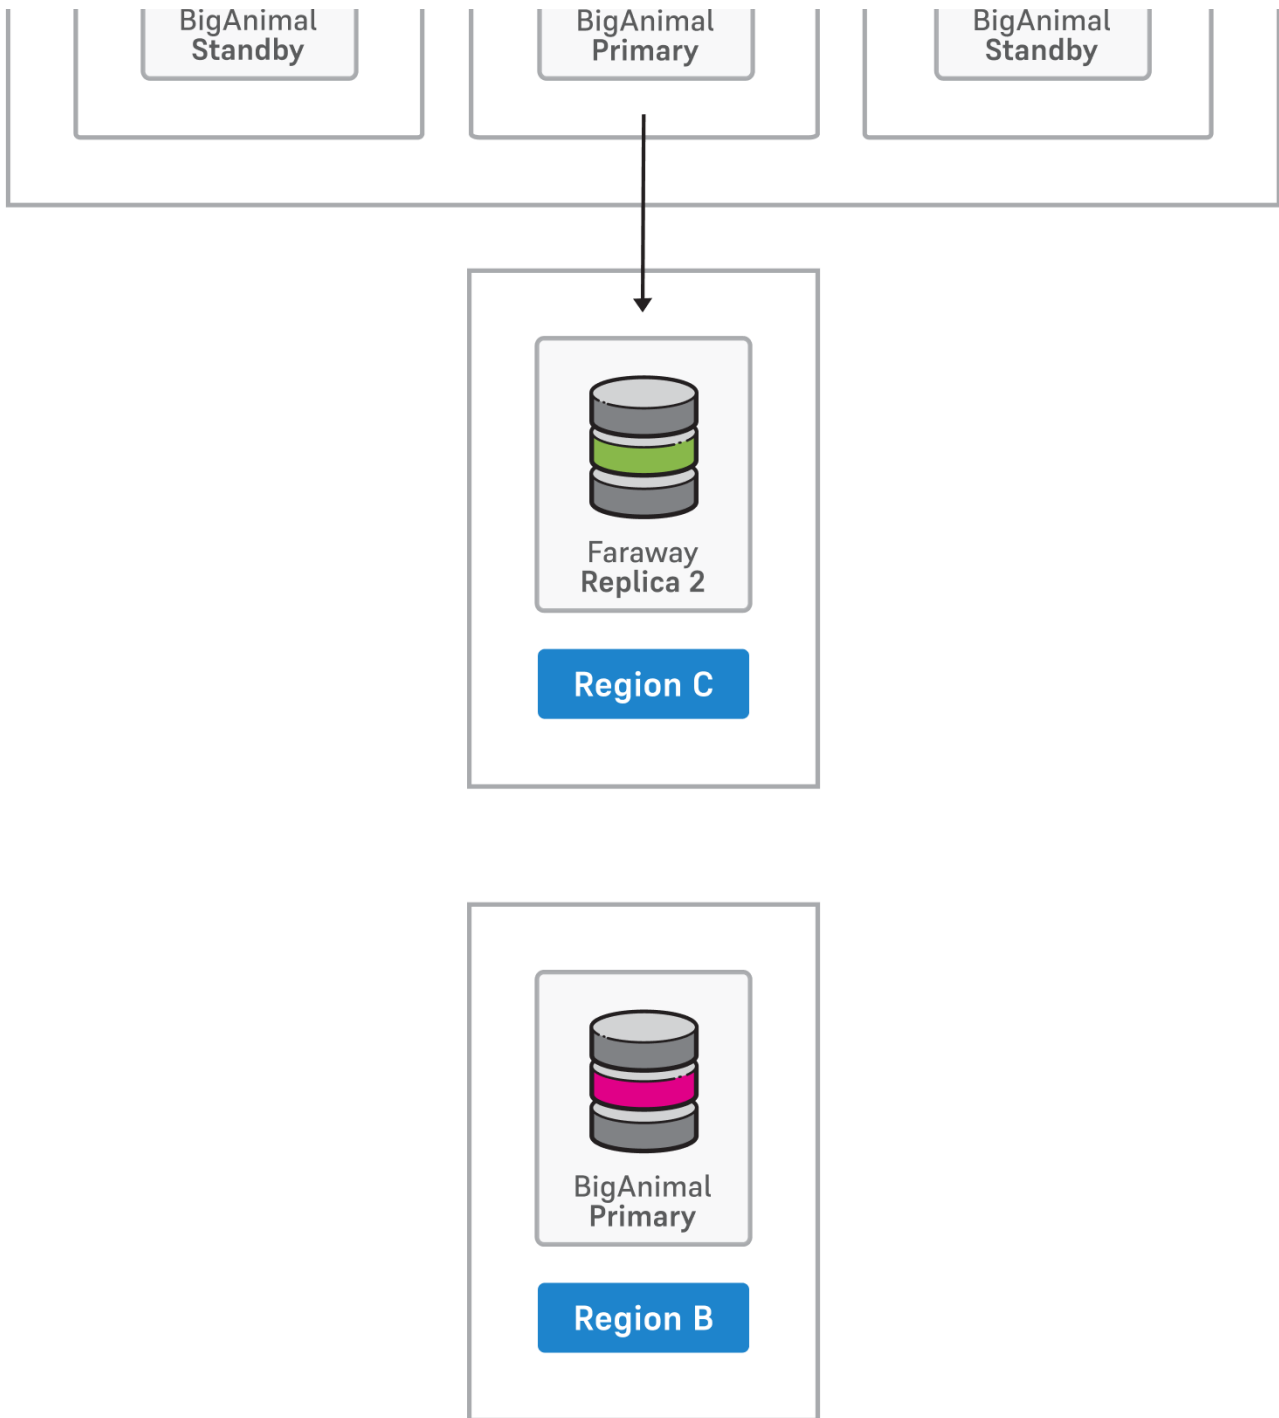 BigAnimal
Standby
BigAnimal
Primary
BigAnimal
Standby
Faraway
Replica 2
Region C
BigAnimal
Primary
Region B